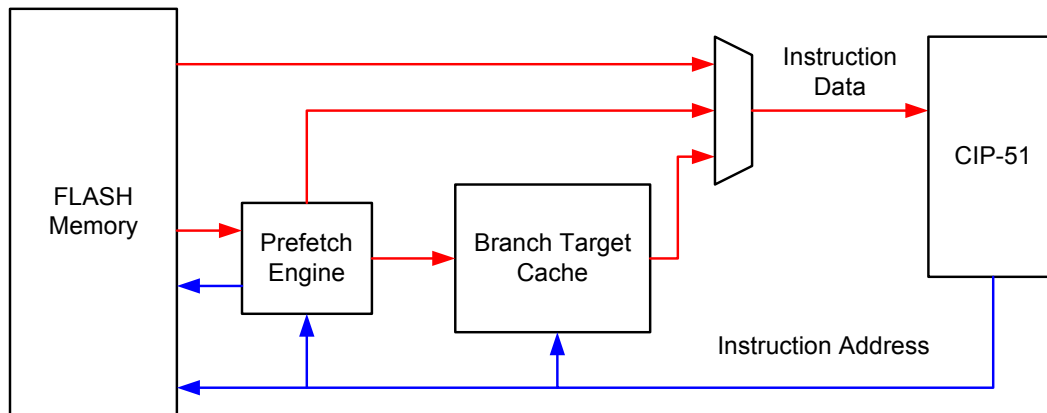 FLASH
Memory
Prefetch
Engine
Branch Target
Cache
Instruction
Data
CIP-51
Instruction Address